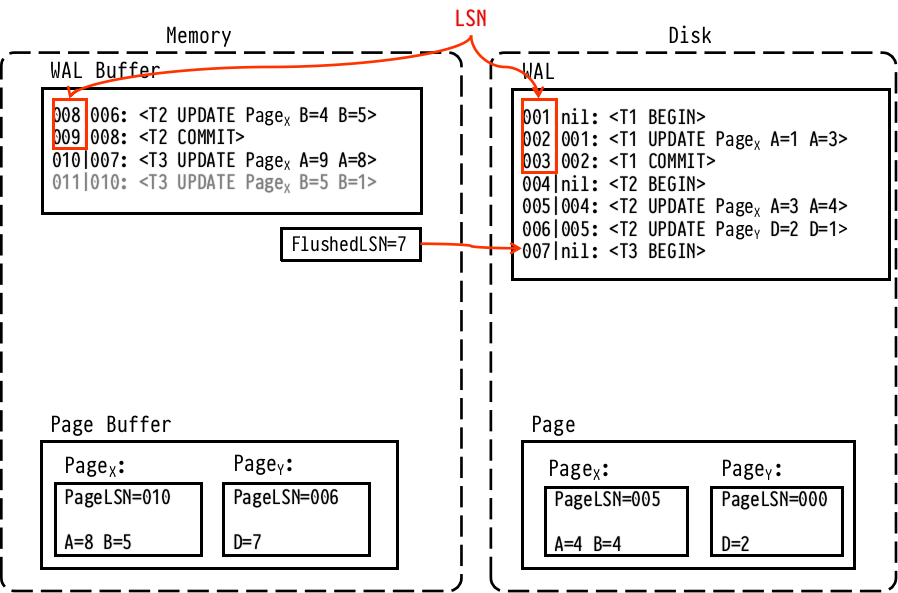 LSN
Memory
Disk
WAL Buffer
008|006: <T2 UPDATE PageX B=4 B=5>
009|008: <T2 COMMIT>
010|007: <T3 UPDATE PageX A=9 A=8>
011|010: <T3 UPDATE PageX B=5 B=1>
FlushedLSN=7
WAL
001|nil: <T1 BEGIN>
002|001: <T1 UPDATE PageX A=1 A=3>
003|002: <T1 COMMIT>
004|nil: <T2 BEGIN>
005|004: <T2 UPDATE PageX A=3 A=4>
006|005: <T2 UPDATE PageY D=2 D=1>
007|nil: <T3 BEGIN>
Page Buffer
PageX:
PageLSN=010
A=8 B=5
PageY:
PageLSN=006
D=7
Page
PageX:
PageLSN=005
A=4 B=4
PageY:
PageLSN=000
D=2